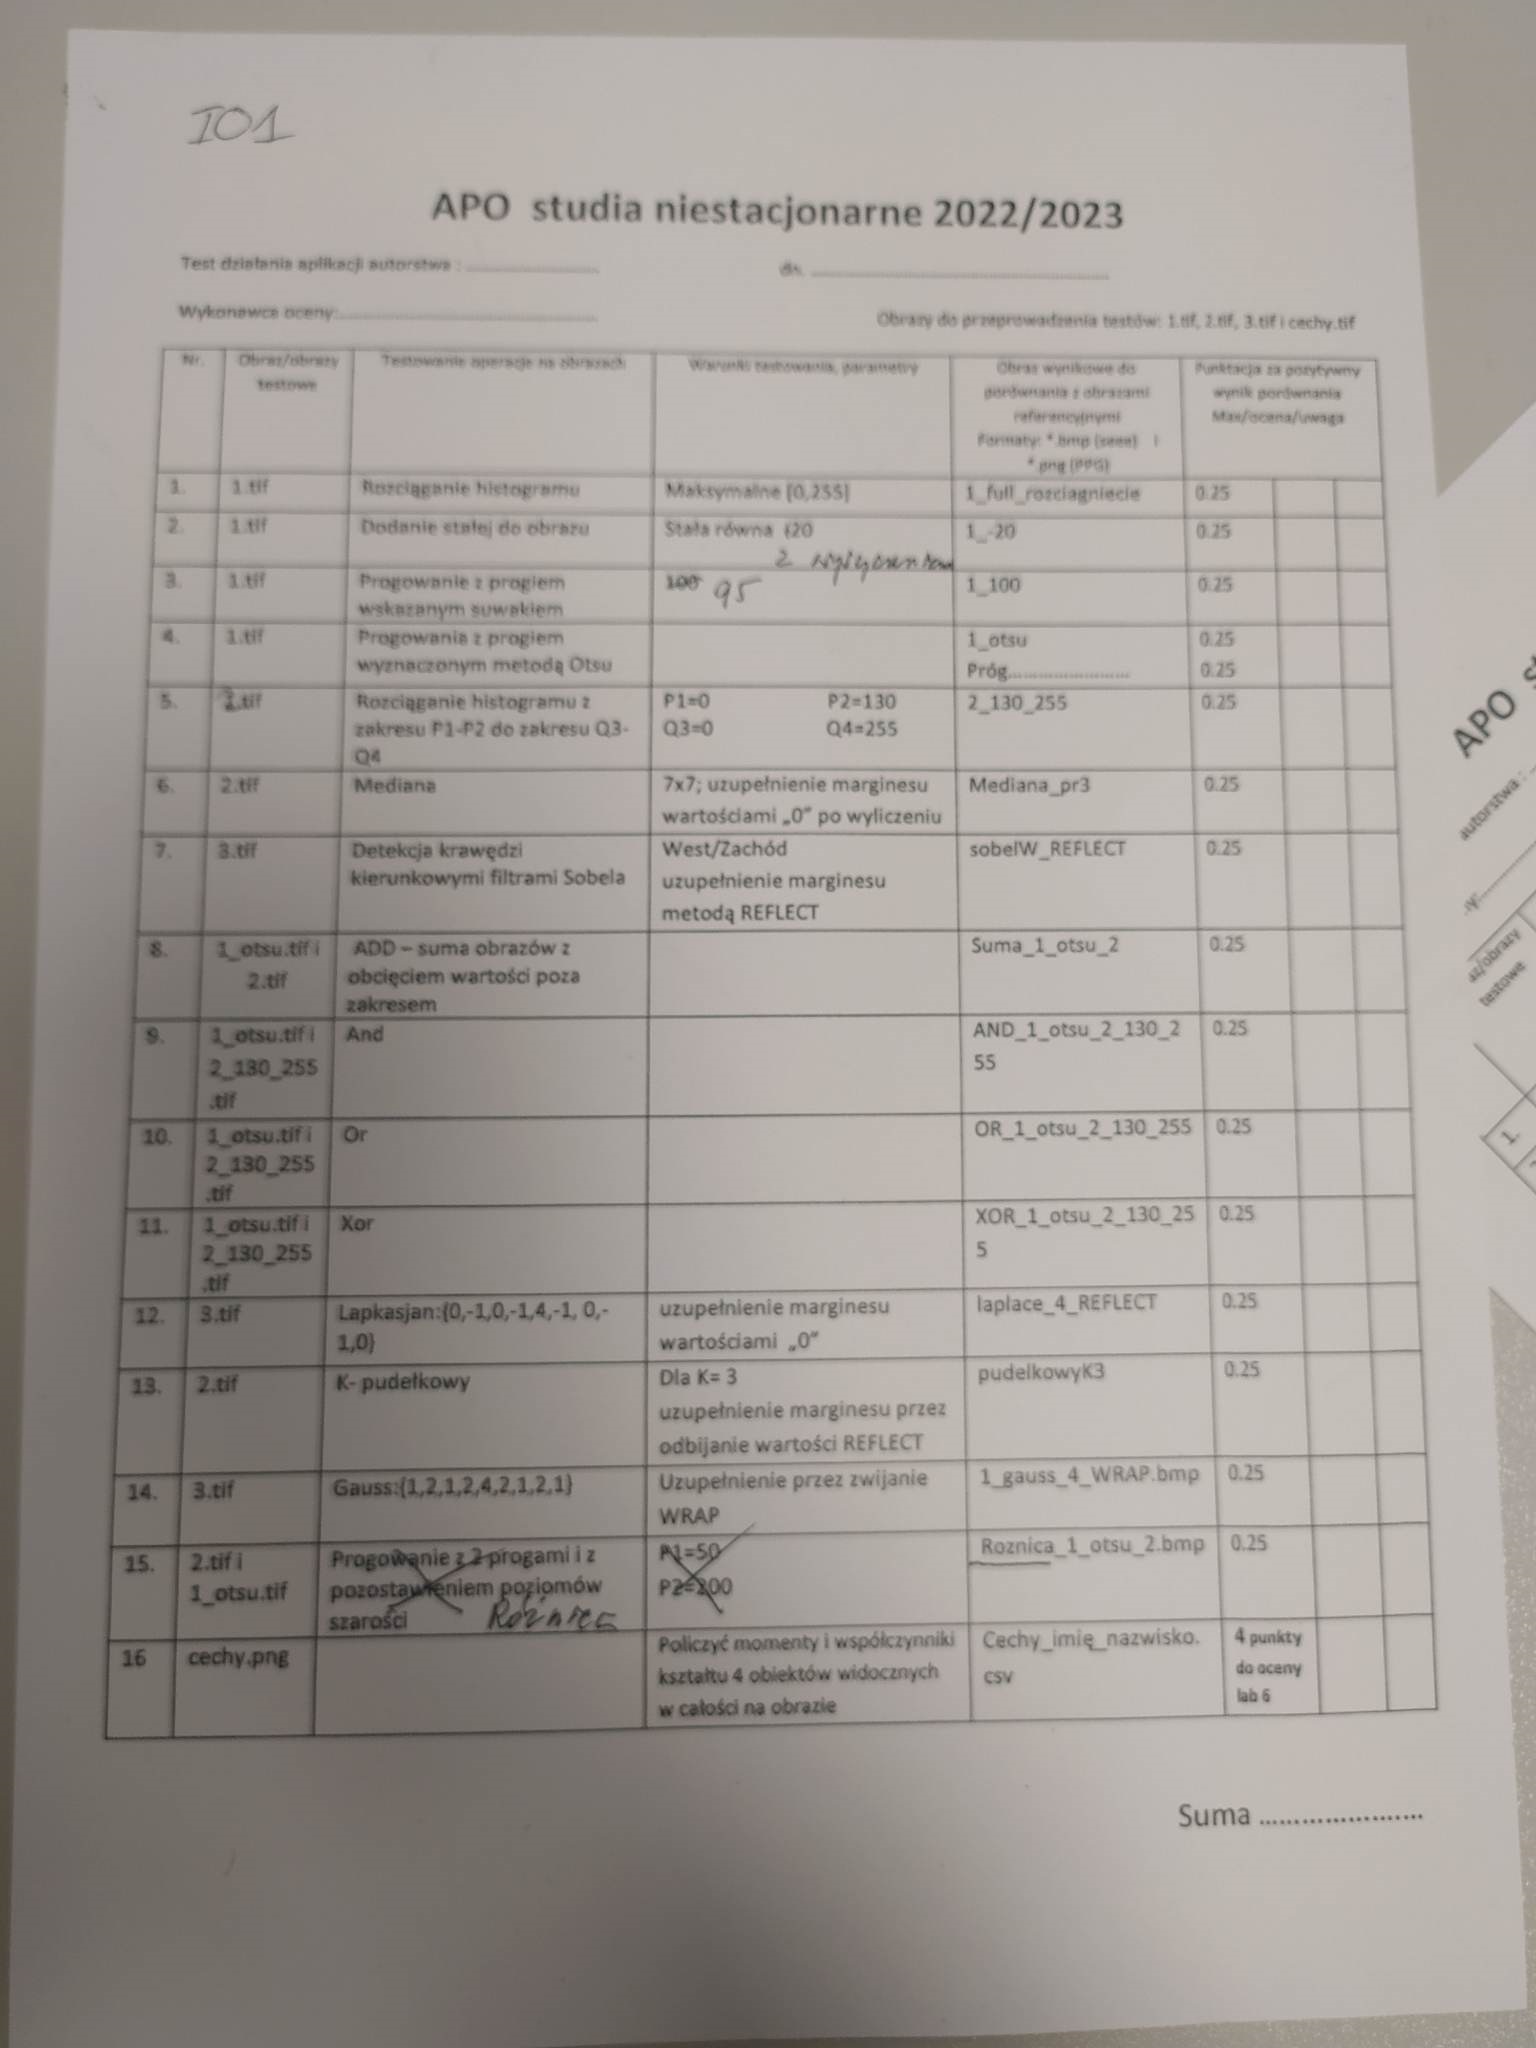 IO1
APO studia niestacjonarne 2022/2023
Test działania aplikacji autorstwa : ........................
dn. ........................
Wykonawca oceny:........................
Obrazy do przeprowadzenia testów: 1.tif, 2.tif, 3.tif i cechy.tif
Nr.
Obraz/obrazy
testowe
Testowanie operacje na obrazach
Warunki testowania, parametry
Obraz wynikowe do
porównania z obrazami
referencyjnymi
Formaty: *.bmp (seen) i
*.png (PPG)
Punktacja za pozytywny
wynik porównania
Max/ocena/uwaga
1.
1.tif
Rozciąganie histogramu
Maksymalne [0,255]
1_full_rozciagniecie
0.25
2.
1.tif
Dodanie stałej do obrazu
Stała równa (20
z
1_-20
0.25
3.
1.tif
Progowanie z progiem
wskazanym suwakiem
100 95
1_100
0.25
4.
1.tif
Progowania z progiem
wyznaczonym metodą Otsu
1_otsu
Próg........................
0.25
0.25
5.
.tif
Rozciąganie histogramu z
zakresu P1-P2 do zakresu Q3-
Q4
P1=0 P2=130
Q3=0 Q4=255
2_130_255
0.25
6.
2.tif
Mediana
7x7; uzupełnienie marginesu
wartościami „0" po wyliczeniu
Mediana_pr3
0.25
7.
3.tif
Detekcja krawędzi
kierunkowymi filtrami Sobela
West/Zachód
uzupełnienie marginesu
metodą REFLECT
sobelW_REFLECT
0.25
8.
1_otsu.tif i
2.tif
ADD – suma obrazów z
obcięciem wartości poza
zakresem
Suma_1_otsu_2
0.25
9.
1_otsu.tif i
2_130_255
.tif
And
AND_1_otsu_2_130_2
55
0.25
10.
1_otsu.tif i
2_130_255
.tif
Or
OR_1_otsu_2_130_255
0.25
11.
1_otsu.tif i
2_130_255
.tif
Xor
XOR_1_otsu_2_130_25
5
0.25
12.
3.tif
Lapkasjan:{0,-1,0,-1,4,-1, 0,-
1,0}
uzupełnienie marginesu
wartościami „0"
laplace_4_REFLECT
0.25
13.
2.tif
K- pudełkowy
Dla K= 3
uzupełnienie marginesu przez
odbijanie wartości REFLECT
pudelkowyK3
0.25
14.
3.tif
Gauss:{1,2,1,2,4,2,1,2,1}
Uzupełnienie przez zwijanie
WRAP
1_gauss_4_WRAP.bmp
0.25
15.
2.tif i
1_otsu.tif
Progowanie z 2 progami i z
pozostawieniem poziomów
szarości Różnica
P1=50
P2=200
Roznica_1_otsu_2.bmp
0.25
16
cechy.png
Policzyć momenty i współczynniki
kształtu 4 obiektów widocznych
w całości na obrazie
Cechy_imię_nazwisko.
csv
4 punkty
do oceny
lab 6
Suma ........................
APO
autorstwa :
az/obrazy
testowe
1.